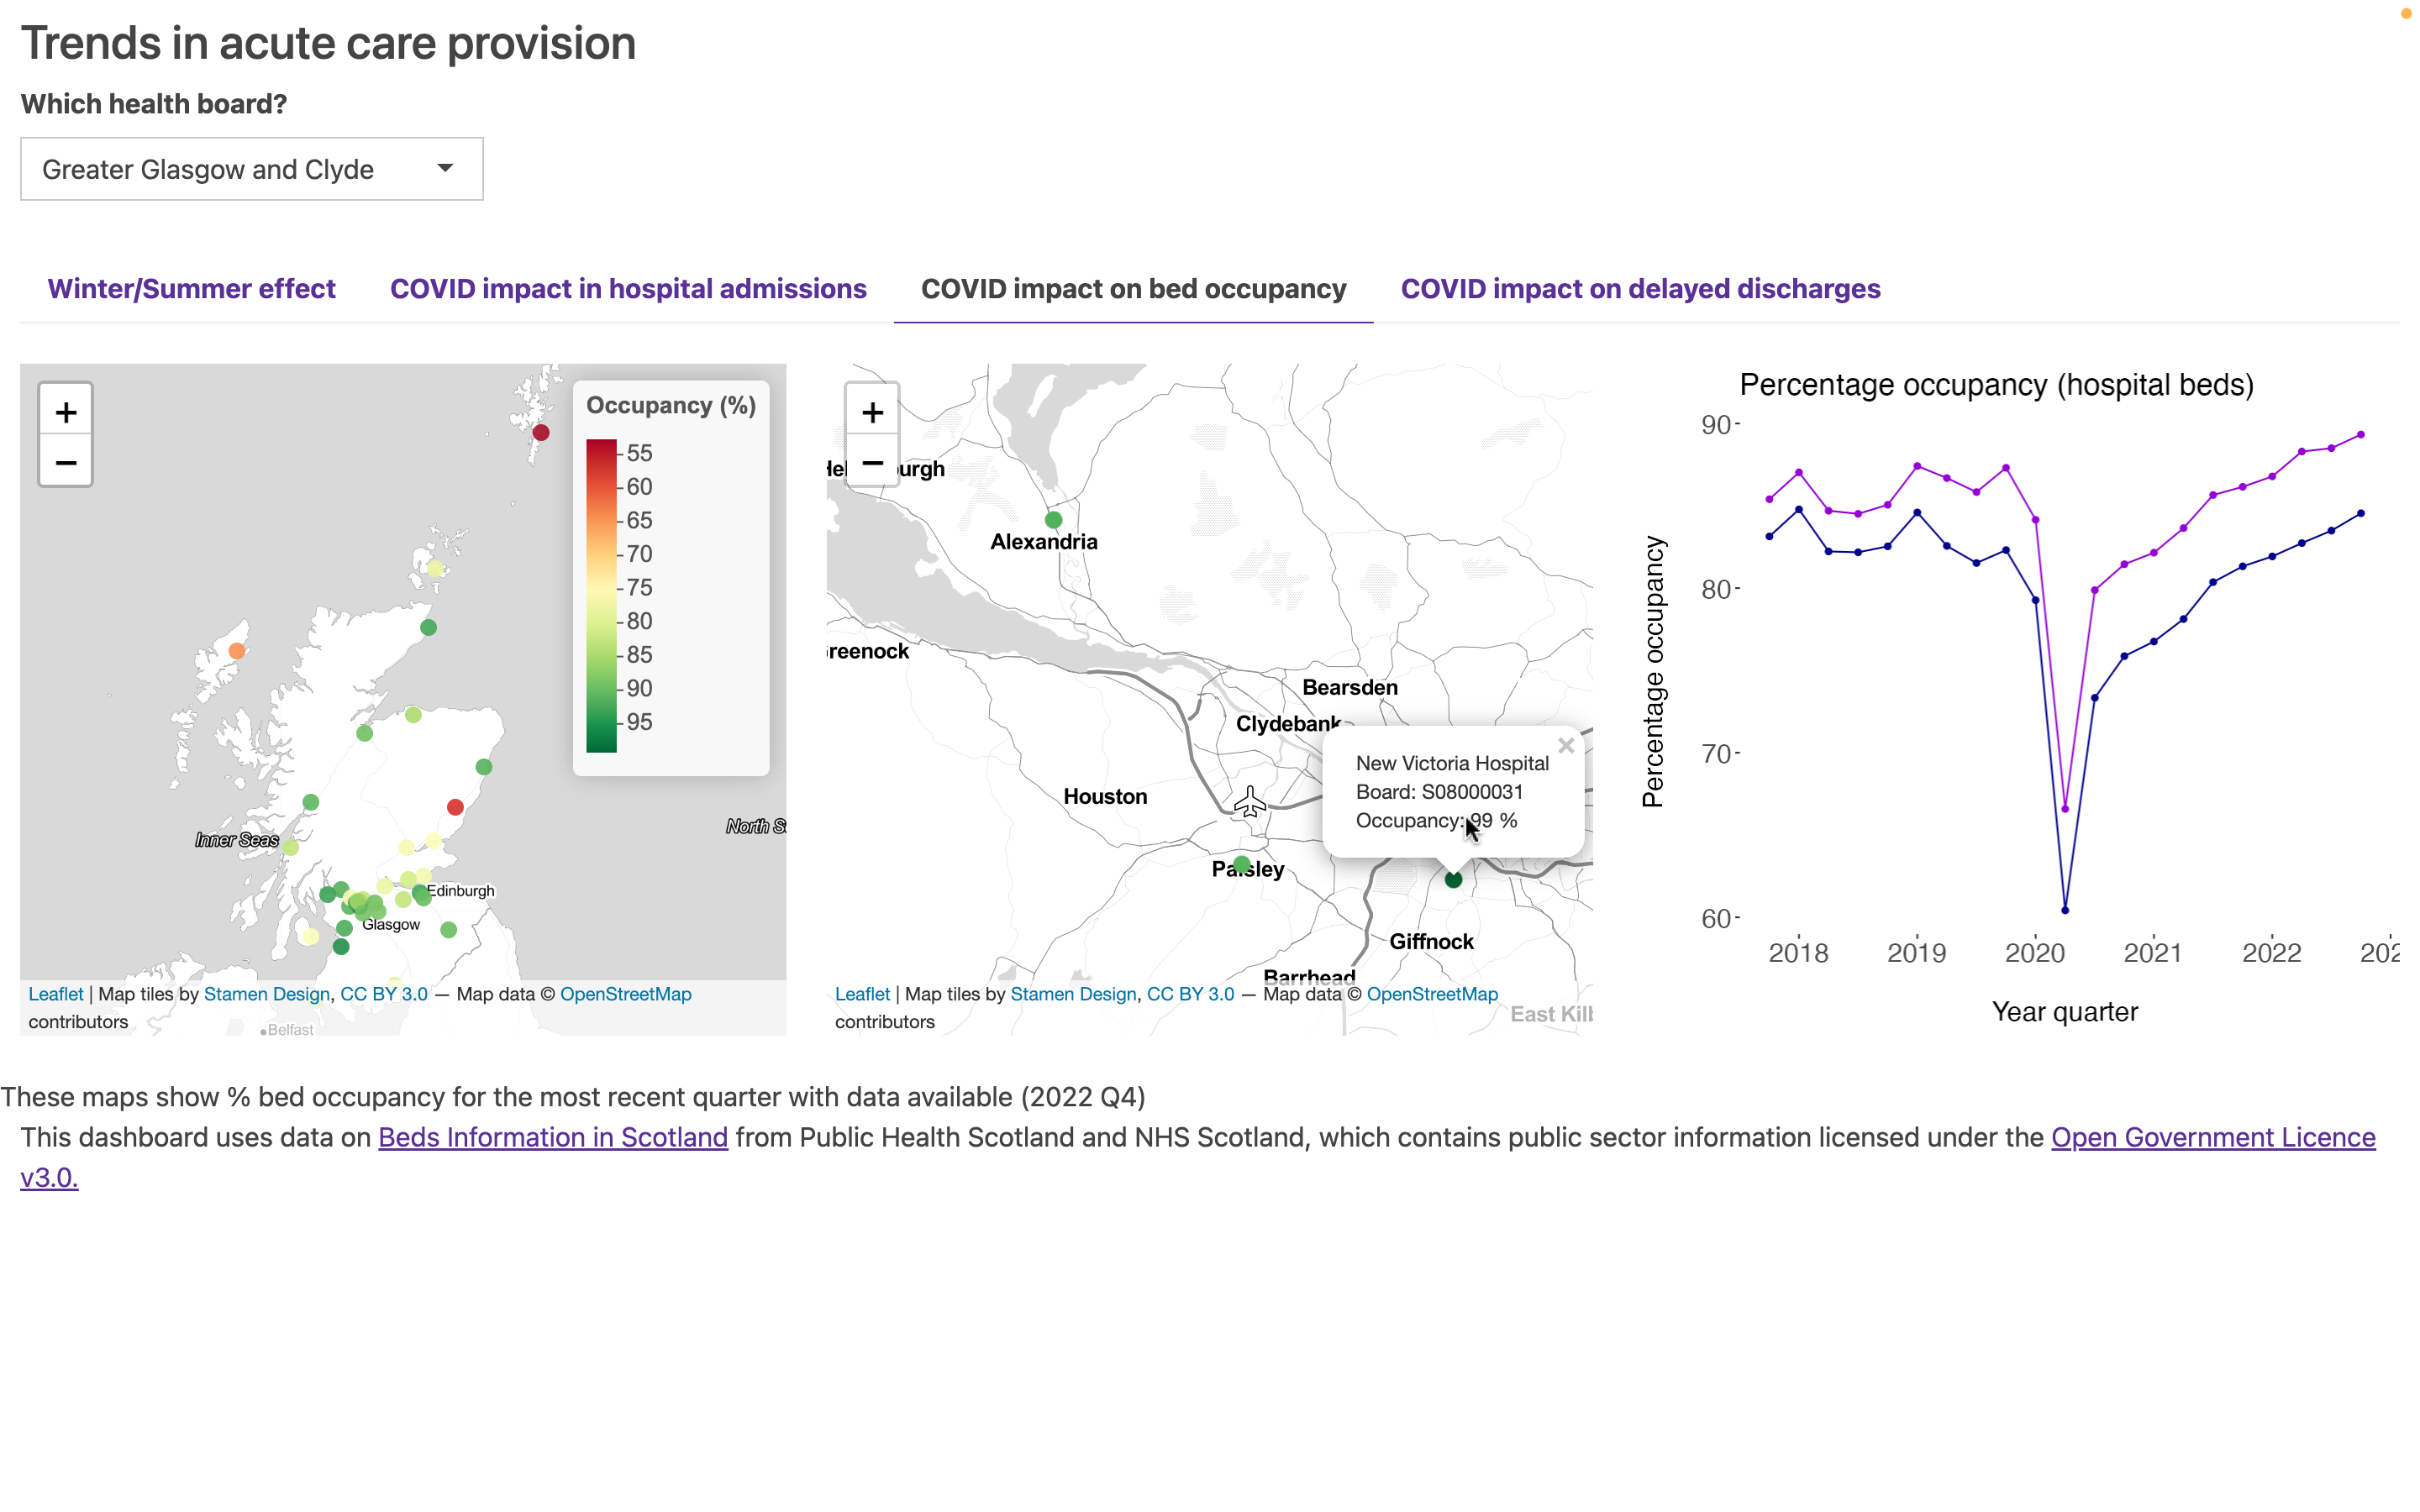 Trends in acute care provision
Which health board?
Greater Glasgow and Clyde
Winter/Summer effect
COVID impact in hospital admissions
COVID impact on bed occupancy
COVID impact on delayed discharges
+
−
Occupancy (%)
55
60
65
70
75
80
85
90
95
Inner Seas
North S
Edinburgh
Glasgow
Belfast
Leaflet | Map tiles by Stamen Design, CC BY 3.0 — Map data © OpenStreetMap
contributors
+
−
urgh
Alexandria
reenock
Bearsden
Clydebank
Houston
Paisley
Giffnock
Barrhead
East Kilb
New Victoria Hospital
Board: S08000031
Occupancy: 99 %
×
Leaflet | Map tiles by Stamen Design, CC BY 3.0 — Map data © OpenStreetMap
contributors
Percentage occupancy (hospital beds)
Percentage occupancy
90
80
70
60
2018 2019 2020 2021 2022 202
Year quarter
These maps show % bed occupancy for the most recent quarter with data available (2022 Q4)
This dashboard uses data on Beds Information in Scotland from Public Health Scotland and NHS Scotland, which contains public sector information licensed under the Open Government Licence
v3.0.